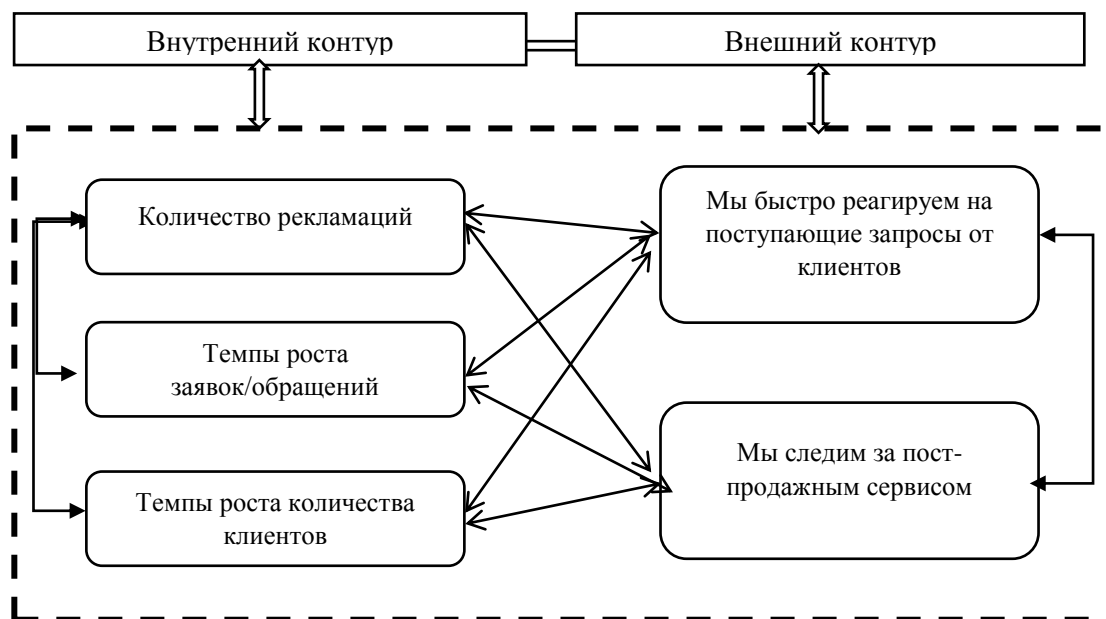 Внутренний контур
Внешний контур
Количество рекламаций
Темпы роста
заявок/обращений
Темпы роста количества
клиентов
Мы быстро реагируем на
поступающие запросы от
клиентов
Мы следим за пост-
продажным сервисом